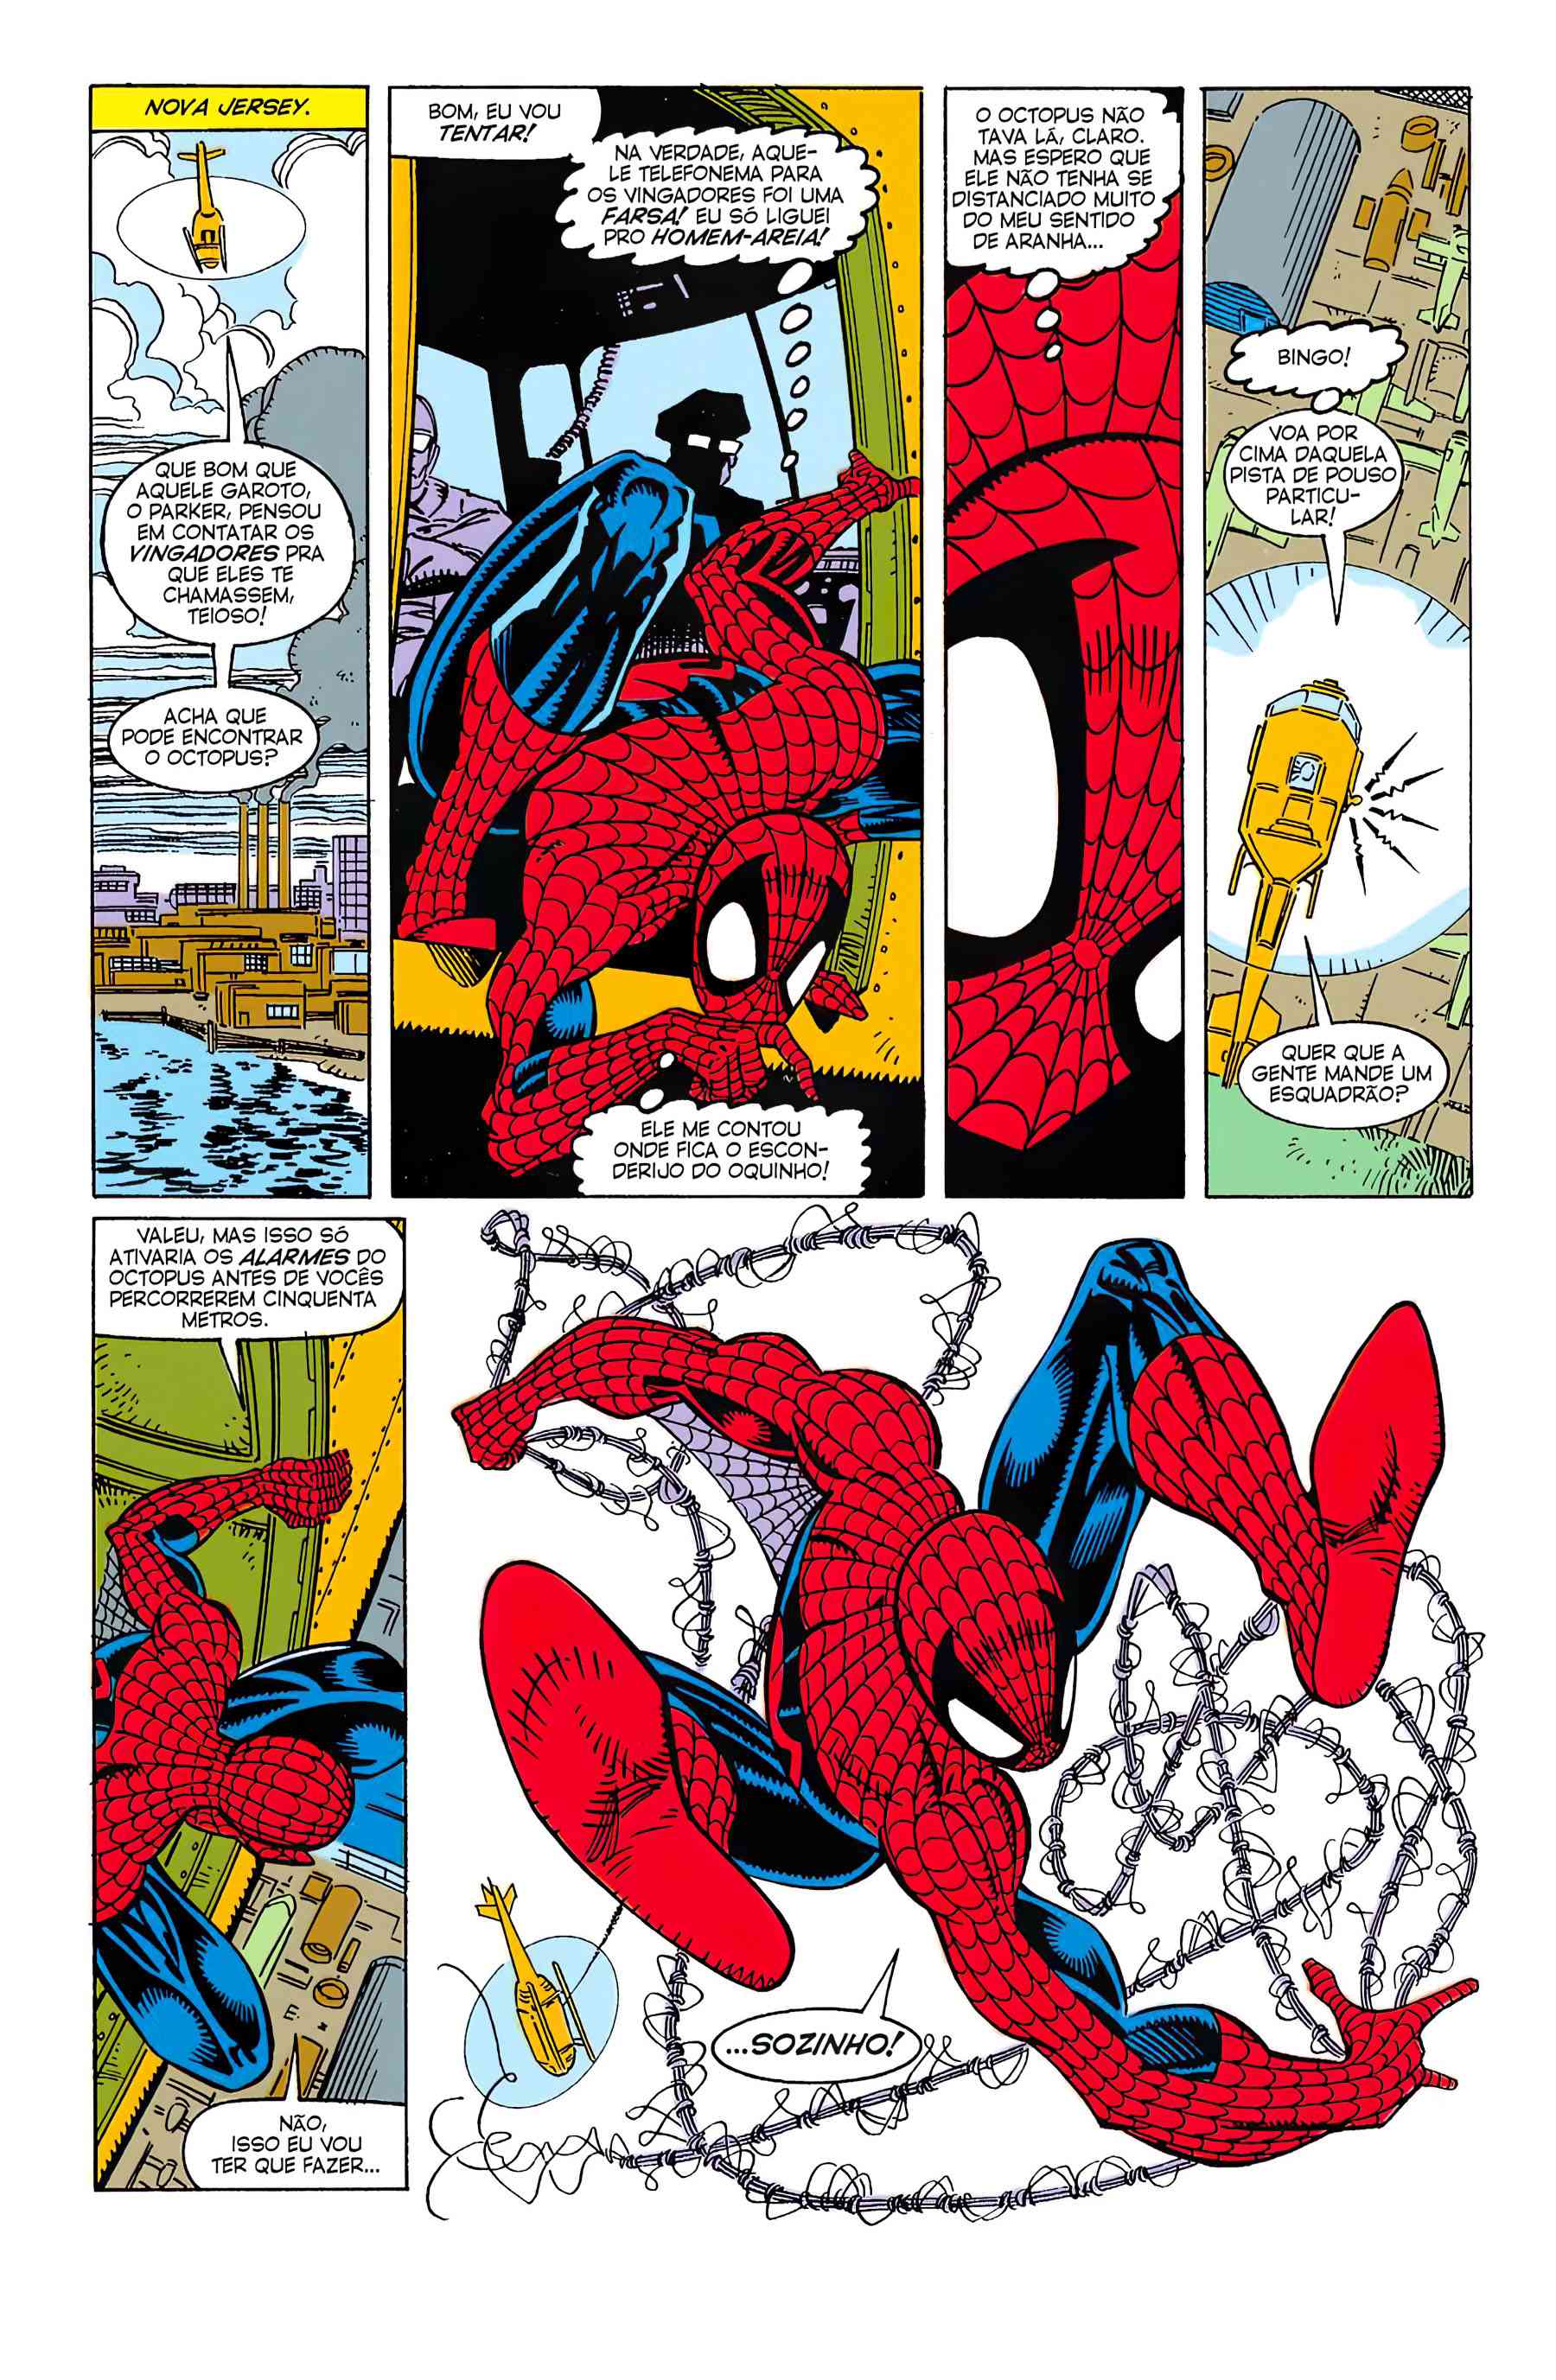 NOVA JERSEY.
QUE BOM QUE
AQUELE GAROTO,
O PARKER, PENSOU
EM CONTATAR OS
VINGADORES PRA
QUE ELES TE
CHAMASSEM,
TEIOSO!
ACHA QUE
PODE ENCONTRAR
O OCTOPUS?
BOM, EU VOU
TENTAR!
NA VERDADE, AQUE-
LE TELEFONEMA PARA
OS VINGADORES FOI UMA
FARSA! EU SÓ LIGUEI
PRO HOMEM-AREIA!
ELE ME CONTOU
ONDE FICA O ESCON-
DERIJO DO OQUINHO!
O OCTOPUS NÃO
TAVA LÁ, CLARO.
MAS ESPERO QUE
ELE NÃO TENHA SE
DISTANCIADO MUITO
DO MEU SENTIDO
DE ARANHA...
BINGO!
VOA POR
CIMA DAQUELA
PISTA DE POUSO
PARTICU-
LAR!
QUER QUE A
GENTE MANDE UM
ESQUADRÃO?
VALEU, MAS ISSO SÓ
ATIVARIA OS ALARMES DO
OCTOPUS ANTES DE VOCÊS
PERCORREREM CINQUENTA
METROS.
NÃO,
ISSO EU VOU
TER QUE FAZER...
...SOZINHO!